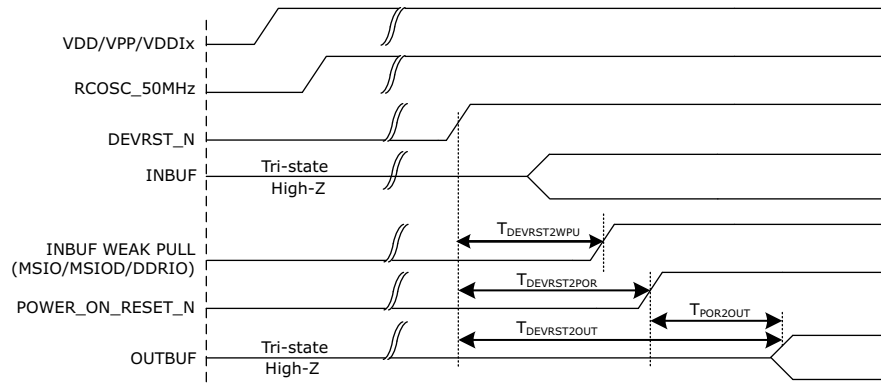 VDD/VPP/VDDIx
RCOSC_50MHz
DEVRST_N
INBUF
Tri-state
High-Z
TDEVRST2WPU
INBUF WEAK PULL
(MSIO/MSIOD/DDRIO)
TDEVRST2POR
POWER_ON_RESET_N
TPOR2OUT
TDEVRST2OUT
OUTBUF
Tri-state
High-Z